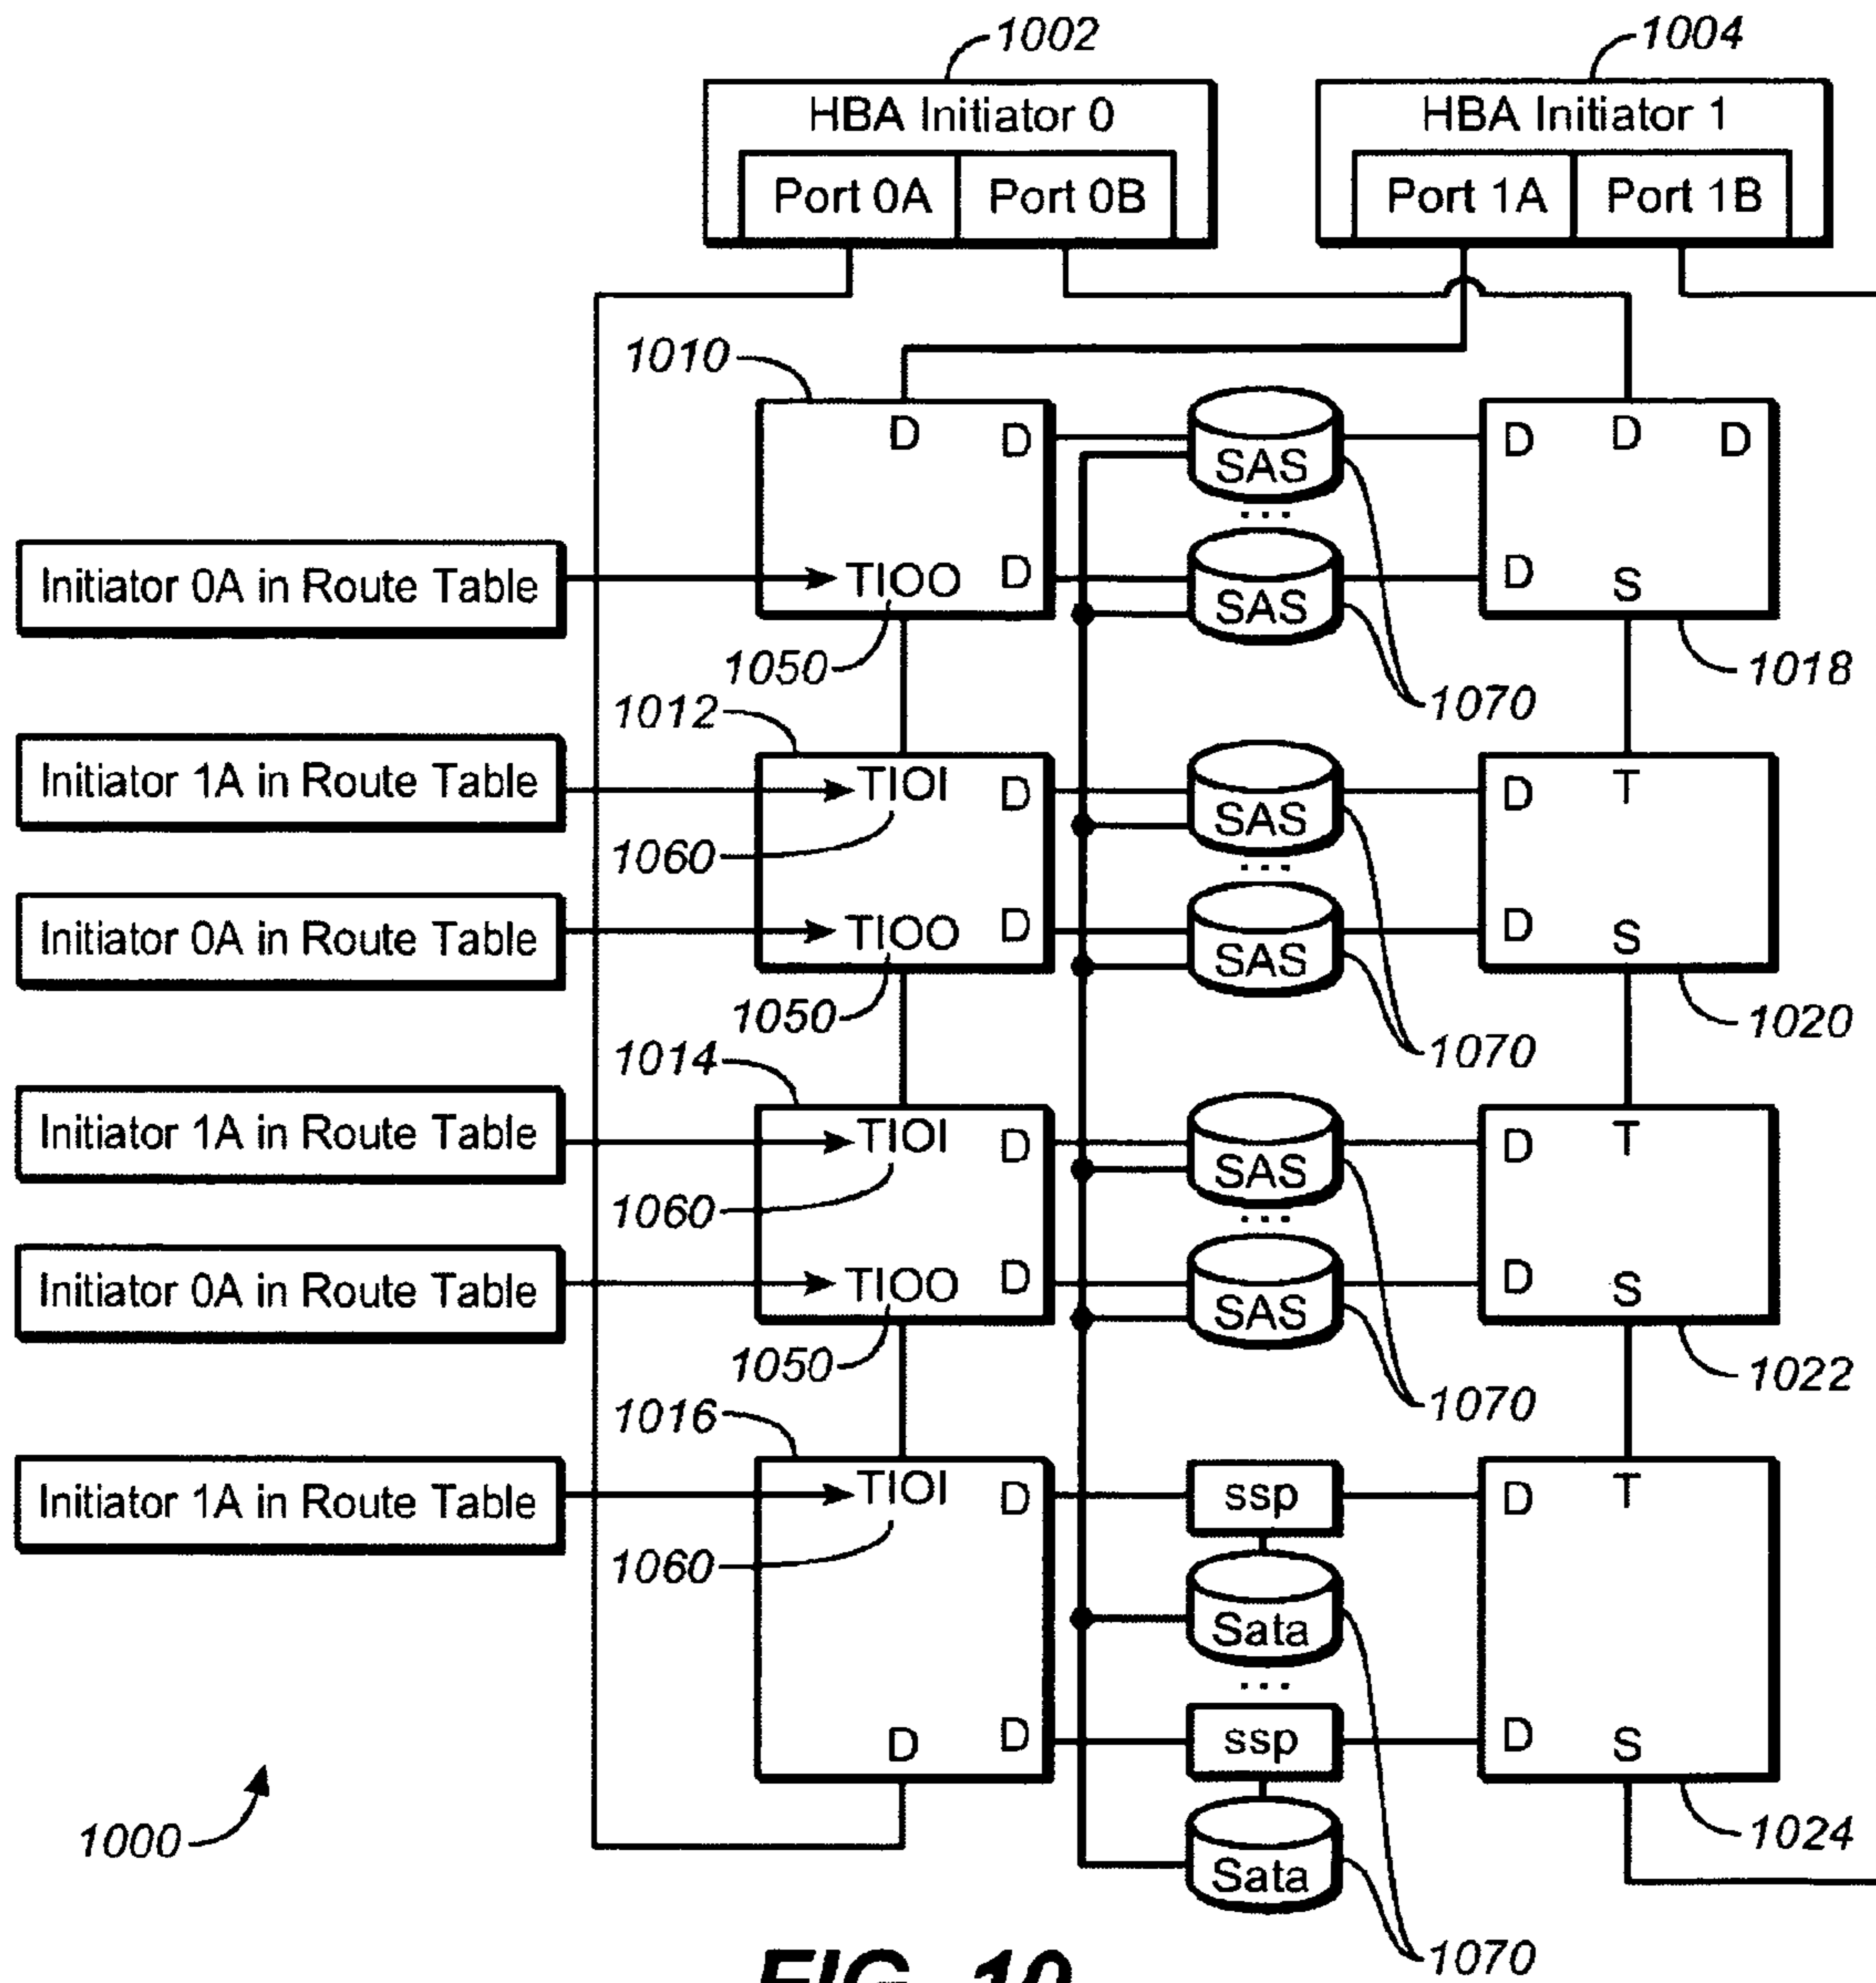 1002
1004
HBA Initiator 0
HBA Initiator 1
Port 0A
Port 0B
Port 1A
Port 1B
1010
D
D
SAS
D
D
D
...
Initiator 0A in Route Table
TIOO
D
SAS
D
S
1050
1018
1070
1012
Initiator 1A in Route Table
TIOI
D
SAS
D
T
1060
...
Initiator 0A in Route Table
TIOO
D
SAS
D
S
1050
1020
1070
1014
Initiator 1A in Route Table
TIOI
D
SAS
D
T
1060
...
Initiator 0A in Route Table
TIOO
D
SAS
D
S
1050
1022
1070
1016
Initiator 1A in Route Table
TIOI
D
ssp
D
T
1060
Sata
...
D
D
ssp
D
S
1000
1024
Sata
1070
FIG. 10